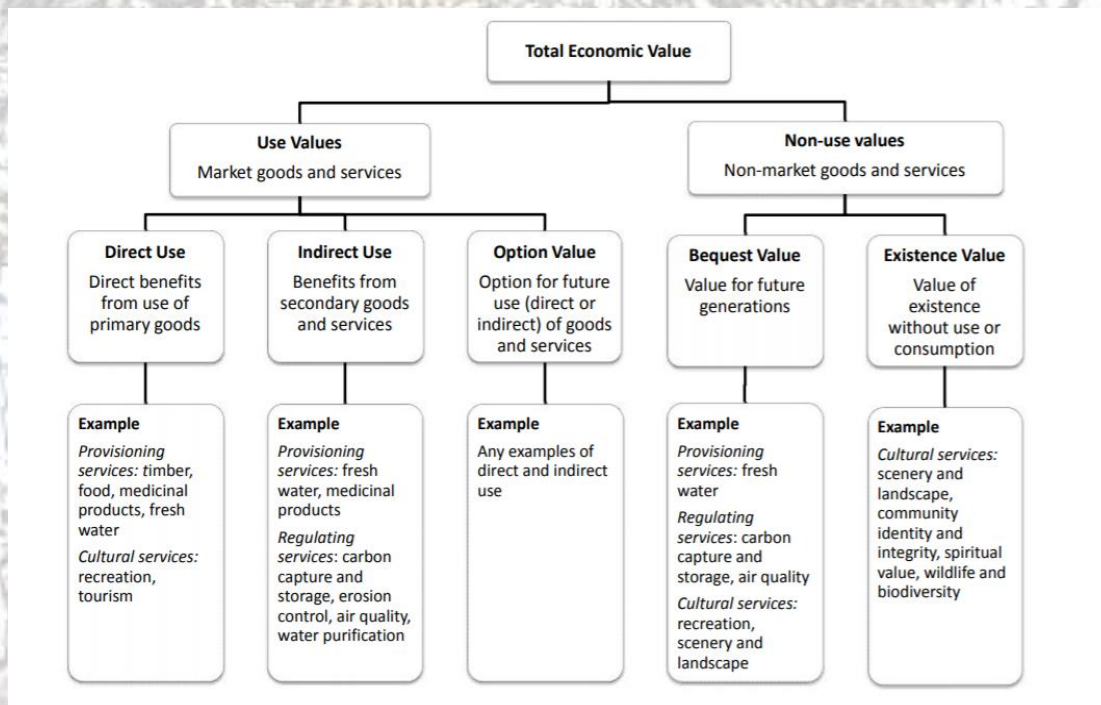 Total Economic Value
Use Values
Market goods and services
Non-use values
Non-market goods and services
Direct Use
Direct benefits
from use of
primary goods
Indirect Use
Benefits from
secondary goods
and services
Option Value
Option for future
use (direct or
indirect) of goods
and services
Bequest Value
Value for future
generations
Existence Value
Value of
existence
without use or
consumption
Example
Provisioning
services: timber,
food, medicinal
products, fresh
water
Cultural services:
recreation,
tourism
Example
Provisioning
services: fresh
water, medicinal
products
Regulating
services: carbon
capture and
storage, erosion
control, air quality,
water purification
Example
Any examples of
direct and indirect
use
Example
Provisioning
services: fresh
water
Regulating
services: carbon
capture and
storage, air quality
Cultural services:
recreation,
scenery and
landscape
Example
Cultural services:
scenery and
landscape,
community
identity and
integrity, spiritual
value, wildlife and
biodiversity